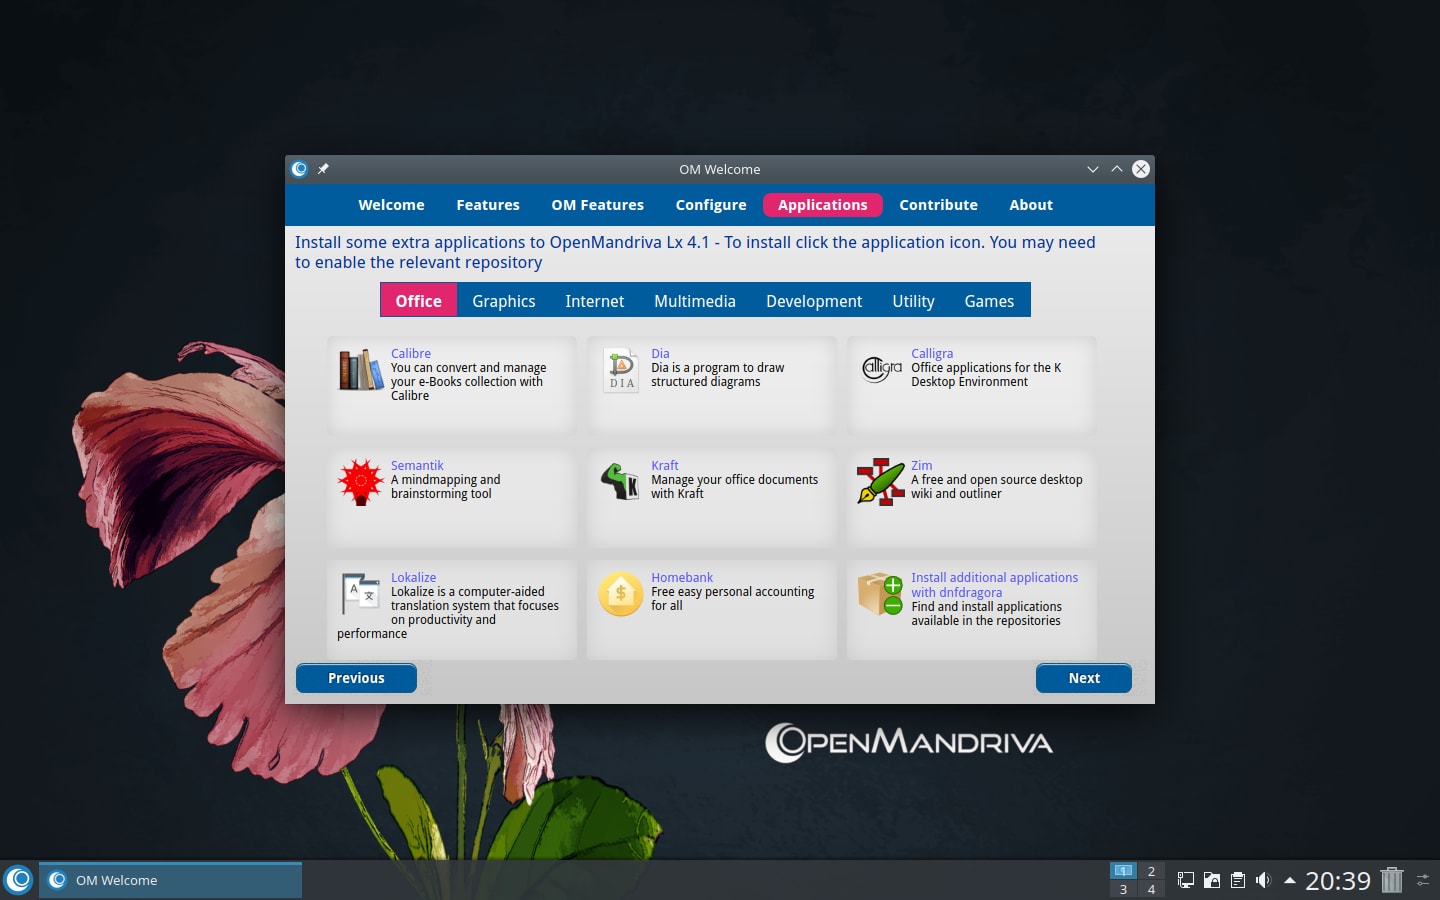 OM Welcome
Welcome Features OM Features Configure Applications Contribute About
Install some extra applications to OpenMandriva Lx 4.1 - To install click the application icon. You may need
to enable the relevant repository
Office Graphics Internet Multimedia Development Utility Games
Calibre
You can convert and manage
your e-Books collection with
Calibre
DIA
Dia
Dia is a program to draw
structured diagrams
Calligra
Calligra
Office applications for the K
Desktop Environment
Semantik
A mindmapping and
brainstorming tool
K
Kraft
Manage your office documents
with Kraft
Zim
A free and open source desktop
wiki and outliner
A 文
Lokalize
Lokalize is a computer-aided
translation system that focuses
on productivity and
performance
$
Homebank
Free easy personal accounting
for all
Install additional applications
with dnfdragora
Find and install applications
available in the repositories
Previous
Next
OPENMANDRIVA
OM Welcome
1 2
3 4
20:39